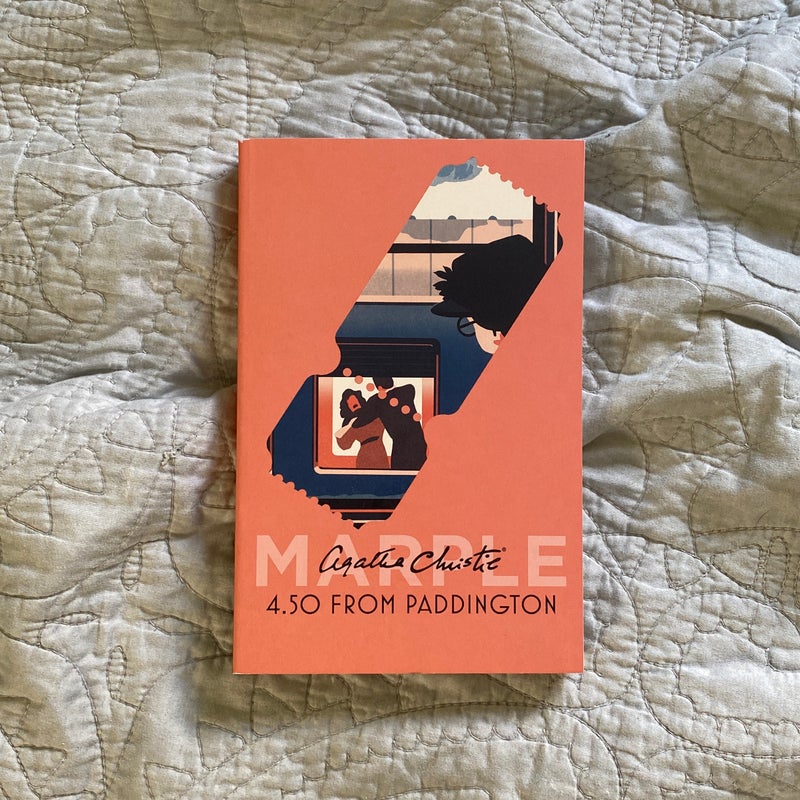 MARPLE
Agatha Christie®
4.50 FROM PADDINGTON